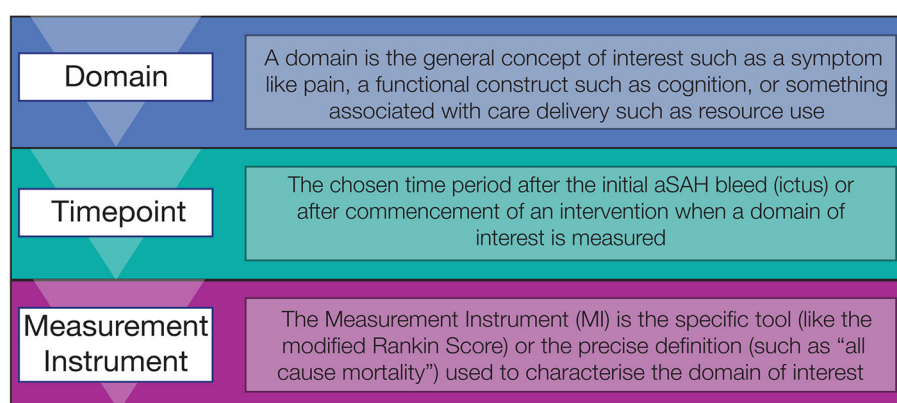 Domain
A domain is the general concept of interest such as a symptom
like pain, a functional construct such as cognition, or something
associated with care delivery such as resource use
Timepoint
The chosen time period after the initial aSAH bleed (ictus) or
after commencement of an intervention when a domain of
interest is measured
Measurement
Instrument
The Measurement Instrument (MI) is the specific tool (like the
modified Rankin Score) or the precise definition (such as “all
cause mortality”) used to characterise the domain of interest